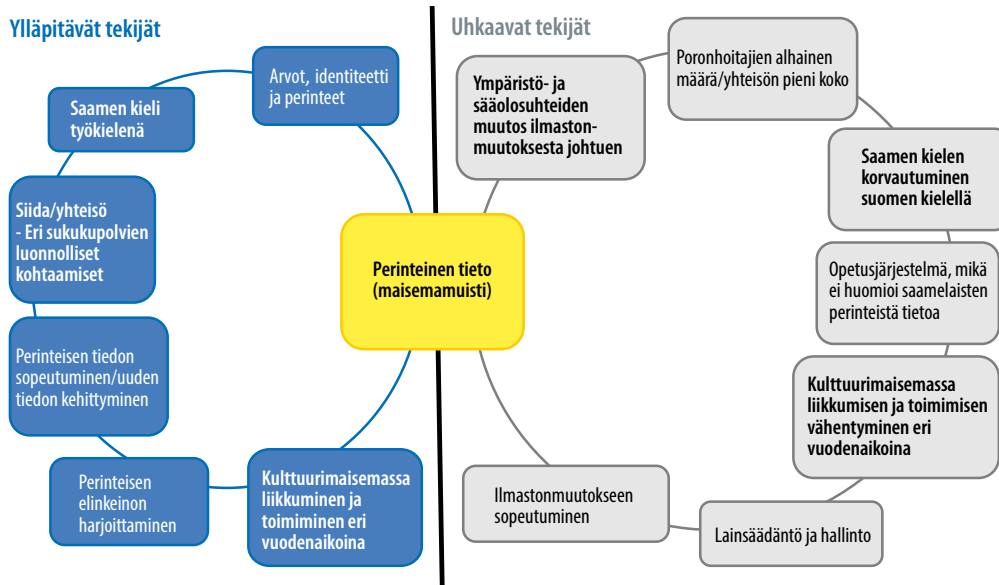 Ylläpitävät tekijät
Arvot, identiteetti
ja perinteet
Saamen kieli
työkielenä
Siida/yhteisö
- Eri sukukupolvien
luonnolliset
kohtaamiset
Perinteisen tiedon
sopeutuminen/uuden
tiedon kehittyminen
Perinteisen
elinkeinon
harjoittaminen
Kulttuurimaisemassa
liikkuminen ja
toimiminen eri
vuodenaikoina
Perinteinen tieto
(maisemamuisti)
Uhkaavat tekijät
Ympäristö- ja
sääolosuhteiden
muutos ilmaston-
muutoksesta johtuen
Poronhoitajien alhainen
määrä/yhteisön pieni koko
Saamen kielen
korvautuminen
suomen kielellä
Opetusjärjestelmä, mikä
ei huomioi saamelaisten
perinteistä tietoa
Kulttuurimaisemassa
liikkumisen ja toimimisen
vähentyminen eri
vuodenaikoina
Lainsäädäntö ja hallinto
Ilmastonmuutokseen
sopeutuminen